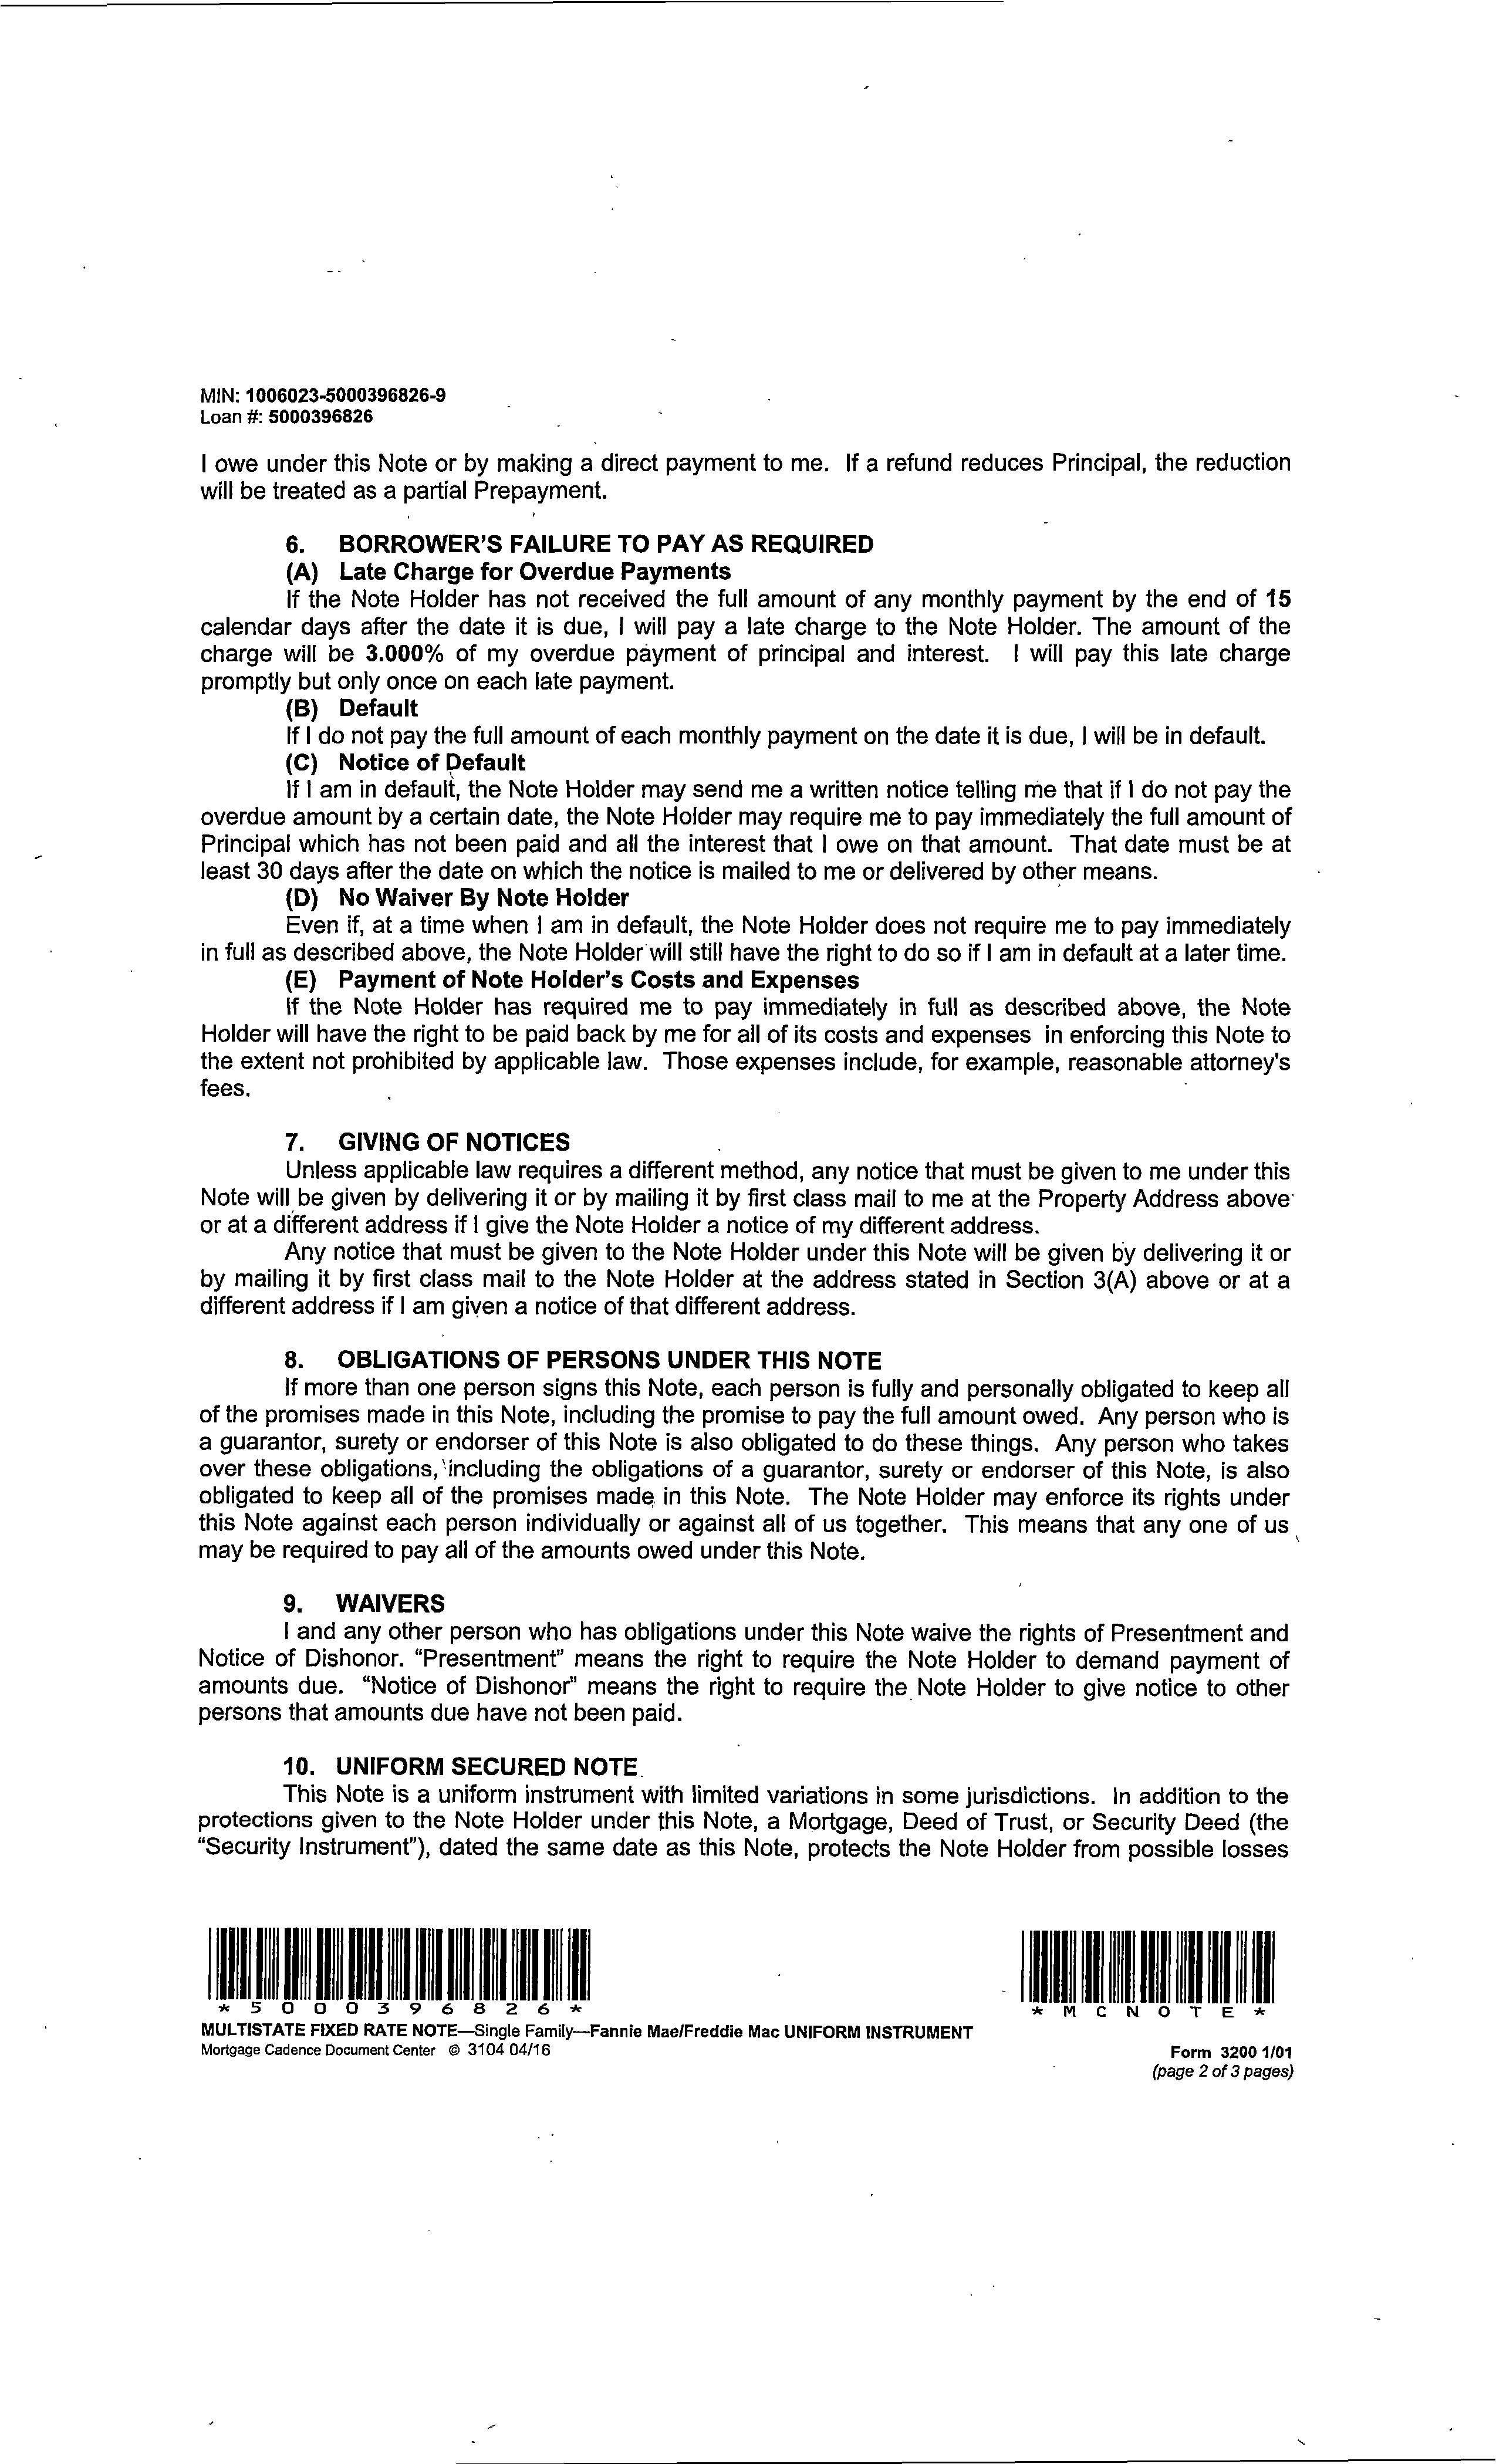 MIN: 1006023-5000396826-9
Loan #: 5000396826
I owe under this Note or by making a direct payment to me. If a refund reduces Principal, the reduction
will be treated as a partial Prepayment.
6. BORROWER'S FAILURE TO PAY AS REQUIRED
(A) Late Charge for Overdue Payments
If the Note Holder has not received the full amount of any monthly payment by the end of 15
calendar days after the date it is due, I will pay a late charge to the Note Holder. The amount of the
charge will be 3.000% of my overdue payment of principal and interest. I will pay this late charge
promptly but only once on each late payment.
(B) Default
If I do not pay the full amount of each monthly payment on the date it is due, I will be in default.
(C) Notice of Default
If I am in default, the Note Holder may send me a written notice telling me that if I do not pay the
overdue amount by a certain date, the Note Holder may require me to pay immediately the full amount of
Principal which has not been paid and all the interest that I owe on that amount. That date must be at
least 30 days after the date on which the notice is mailed to me or delivered by other means.
(D) No Waiver By Note Holder
Even if, at a time when I am in default, the Note Holder does not require me to pay immediately
in full as described above, the Note Holder will still have the right to do so if I am in default at a later time.
(E) Payment of Note Holder's Costs and Expenses
If the Note Holder has required me to pay immediately in full as described above, the Note
Holder will have the right to be paid back by me for all of its costs and expenses in enforcing this Note to
the extent not prohibited by applicable law. Those expenses include, for example, reasonable attorney's
fees.
7. GIVING OF NOTICES
Unless applicable law requires a different method, any notice that must be given to me under this
Note will be given by delivering it or by mailing it by first class mail to me at the Property Address above
or at a different address if I give the Note Holder a notice of my different address.
Any notice that must be given to the Note Holder under this Note will be given by delivering it or
by mailing it by first class mail to the Note Holder at the address stated in Section 3(A) above or at a
different address if I am given a notice of that different address.
8. OBLIGATIONS OF PERSONS UNDER THIS NOTE
If more than one person signs this Note, each person is fully and personally obligated to keep all
of the promises made in this Note, including the promise to pay the full amount owed. Any person who is
a guarantor, surety or endorser of this Note is also obligated to do these things. Any person who takes
over these obligations, including the obligations of a guarantor, surety or endorser of this Note, is also
obligated to keep all of the promises made in this Note. The Note Holder may enforce its rights under
this Note against each person individually or against all of us together. This means that any one of us
may be required to pay all of the amounts owed under this Note.
9. WAIVERS
I and any other person who has obligations under this Note waive the rights of Presentment and
Notice of Dishonor. “Presentment” means the right to require the Note Holder to demand payment of
amounts due. “Notice of Dishonor” means the right to require the Note Holder to give notice to other
persons that amounts due have not been paid.
10. UNIFORM SECURED NOTE
This Note is a uniform instrument with limited variations in some jurisdictions. In addition to the
protections given to the Note Holder under this Note, a Mortgage, Deed of Trust, or Security Deed (the
“Security Instrument”), dated the same date as this Note, protects the Note Holder from possible losses
* 5 0 0 0 3 9 6 8 2 6 *
* M C N O T E *
MULTISTATE FIXED RATE NOTE—Single Family—Fannie Mae/Freddie Mac UNIFORM INSTRUMENT
Mortgage Cadence Document Center © 3104 04/16
Form 3200 1/01
(page 2 of 3 pages)